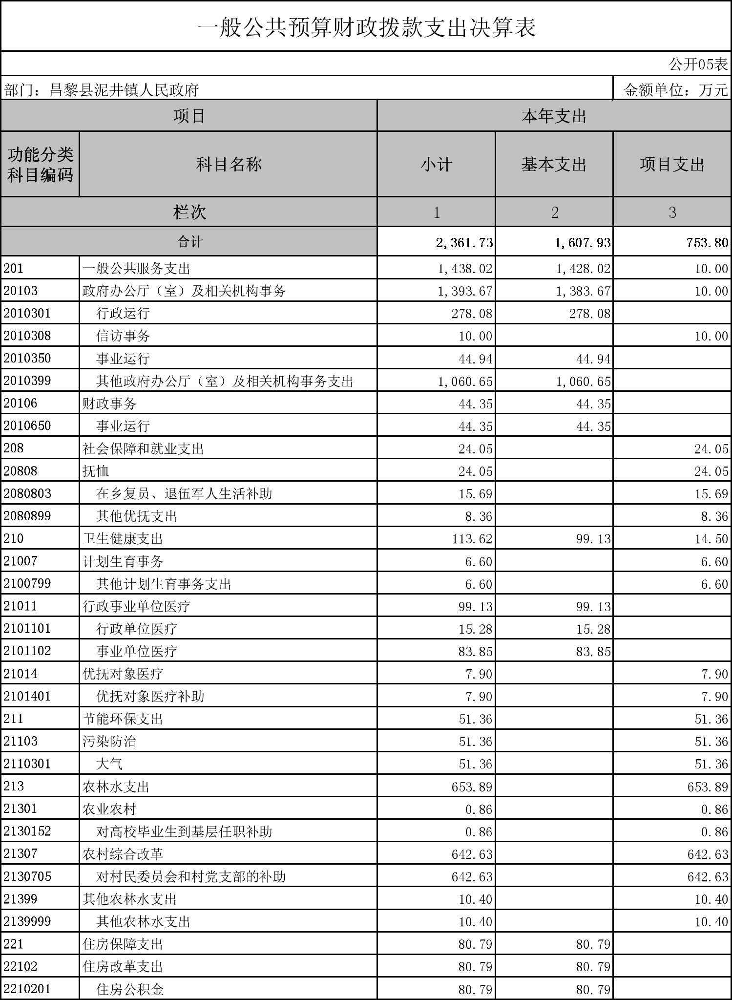 一般公共预算财政拨款支出决算表
公开05表
部门：昌黎县泥井镇人民政府 金额单位：万元
项目 本年支出
功能分类
科目编码 科目名称 小计 基本支出 项目支出
栏次 1 2 3
合计 2,361.73 1,607.93 753.80
201 一般公共服务支出 1,438.02 1,428.02 10.00
20103 政府办公厅（室）及相关机构事务 1,393.67 1,383.67 10.00
2010301 行政运行 278.08 278.08
2010308 信访事务 10.00 10.00
2010350 事业运行 44.94 44.94
2010399 其他政府办公厅（室）及相关机构事务支出 1,060.65 1,060.65
20106 财政事务 44.35 44.35
2010650 事业运行 44.35 44.35
208 社会保障和就业支出 24.05 24.05
20808 抚恤 24.05 24.05
2080803 在乡复员、退伍军人生活补助 15.69 15.69
2080899 其他优抚支出 8.36 8.36
210 卫生健康支出 113.62 99.13 14.50
21007 计划生育事务 6.60 6.60
2100799 其他计划生育事务支出 6.60 6.60
21011 行政事业单位医疗 99.13 99.13
2101101 行政单位医疗 15.28 15.28
2101102 事业单位医疗 83.85 83.85
21014 优抚对象医疗 7.90 7.90
2101401 优抚对象医疗补助 7.90 7.90
211 节能环保支出 51.36 51.36
21103 污染防治 51.36 51.36
2110301 大气 51.36 51.36
213 农林水支出 653.89 653.89
21301 农业农村 0.86 0.86
2130152 对高校毕业生到基层任职补助 0.86 0.86
21307 农村综合改革 642.63 642.63
2130705 对村民委员会和村党支部的补助 642.63 642.63
21399 其他农林水支出 10.40 10.40
2139999 其他农林水支出 10.40 10.40
221 住房保障支出 80.79 80.79
22102 住房改革支出 80.79 80.79
2210201 住房公积金 80.79 80.79